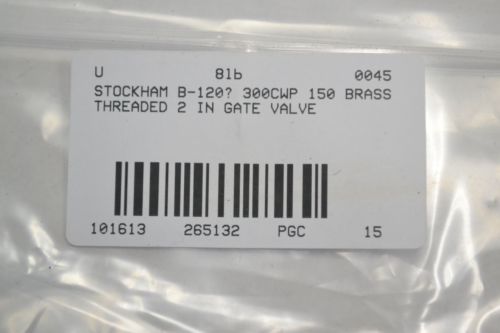 U 8lb 0045
STOCKHAM B-120? 300CWP 150 BRASS
THREADED 2 IN GATE VALVE
101613 265132 PGC 15